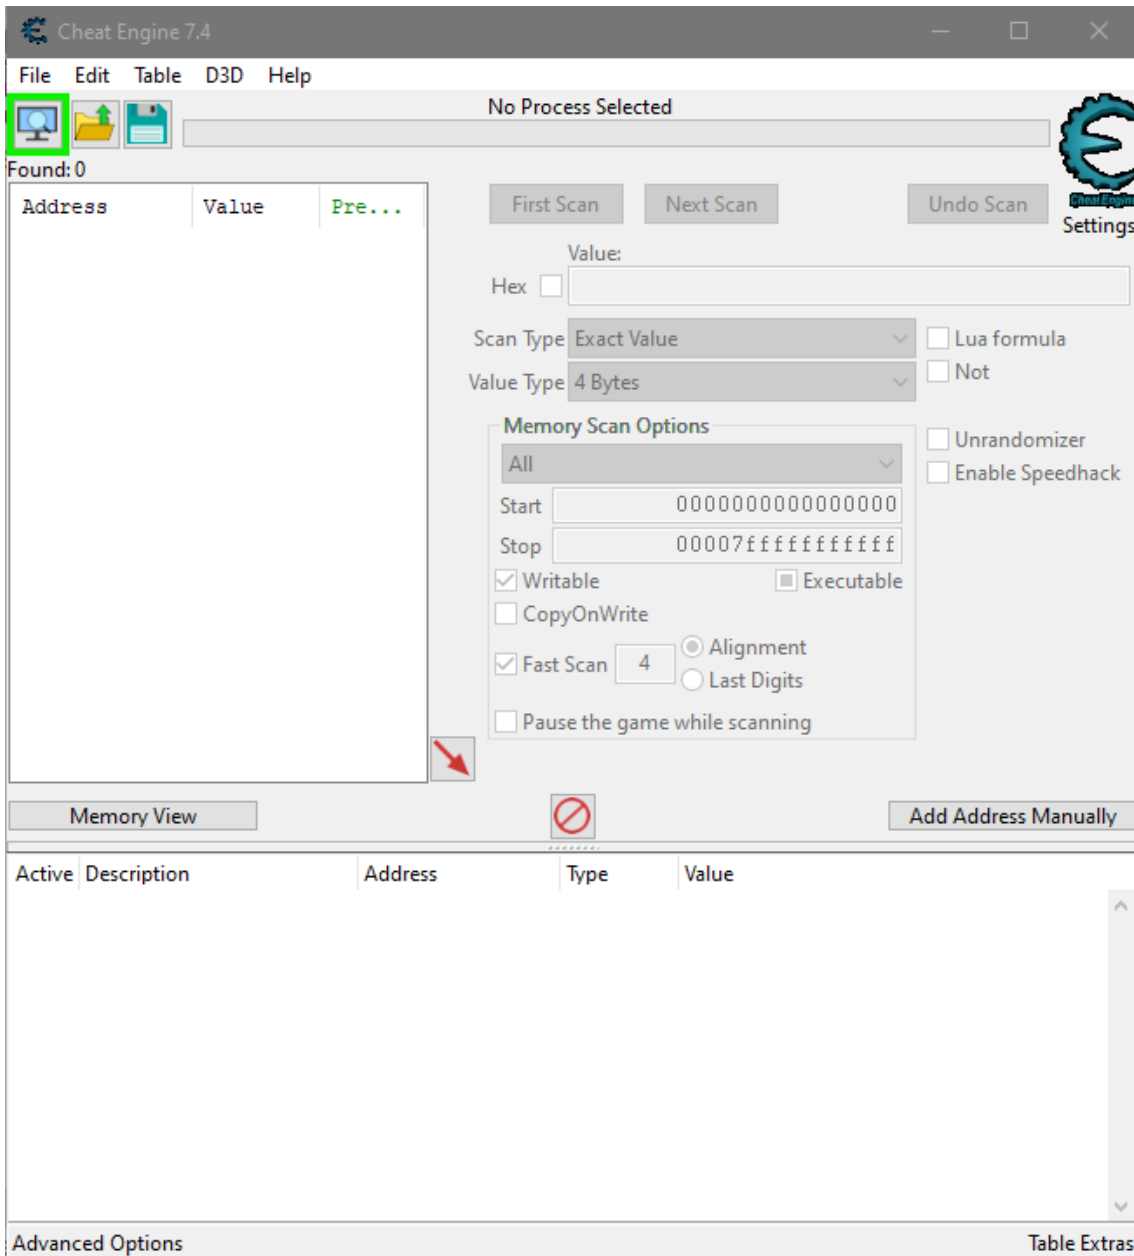 Cheat Engine 7.4
File Edit Table D3D Help
No Process Selected
Found: 0
Address Value Pre...
First Scan Next Scan Undo Scan
Cheat Engine
Settings
Value:
Hex
Scan Type Exact Value
Lua formula
Value Type 4 Bytes
Not
Memory Scan Options
All
Unrandomizer
Enable Speedhack
Start 0000000000000000
Stop 00007fffffffffff
Writable Executable
CopyOnWrite
Fast Scan 4 Alignment
Last Digits
Pause the game while scanning
Memory View Add Address Manually
Active Description Address Type Value
Advanced Options Table Extras